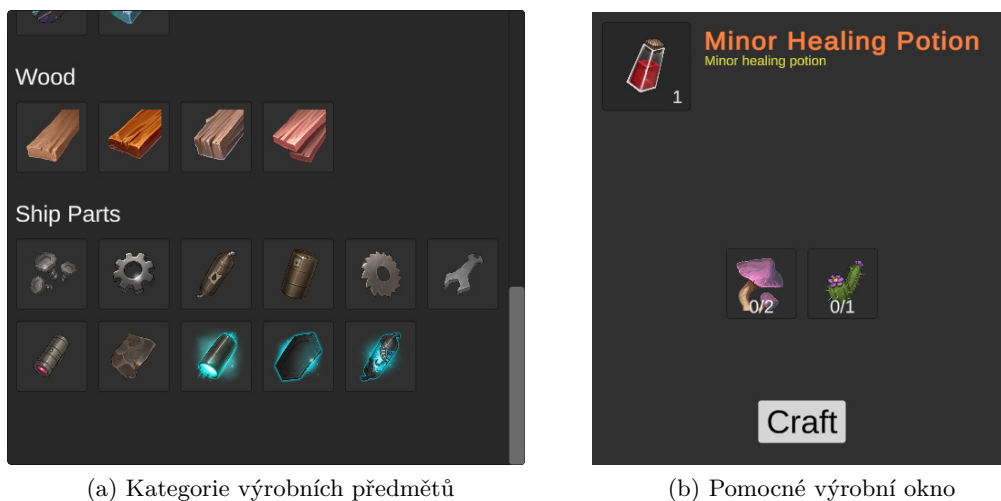 Wood
Ship Parts
Minor Healing Potion
Minor healing potion
1
0/2
0/1
Craft
(a) Kategorie výrobních předmětů
(b) Pomocné výrobní okno